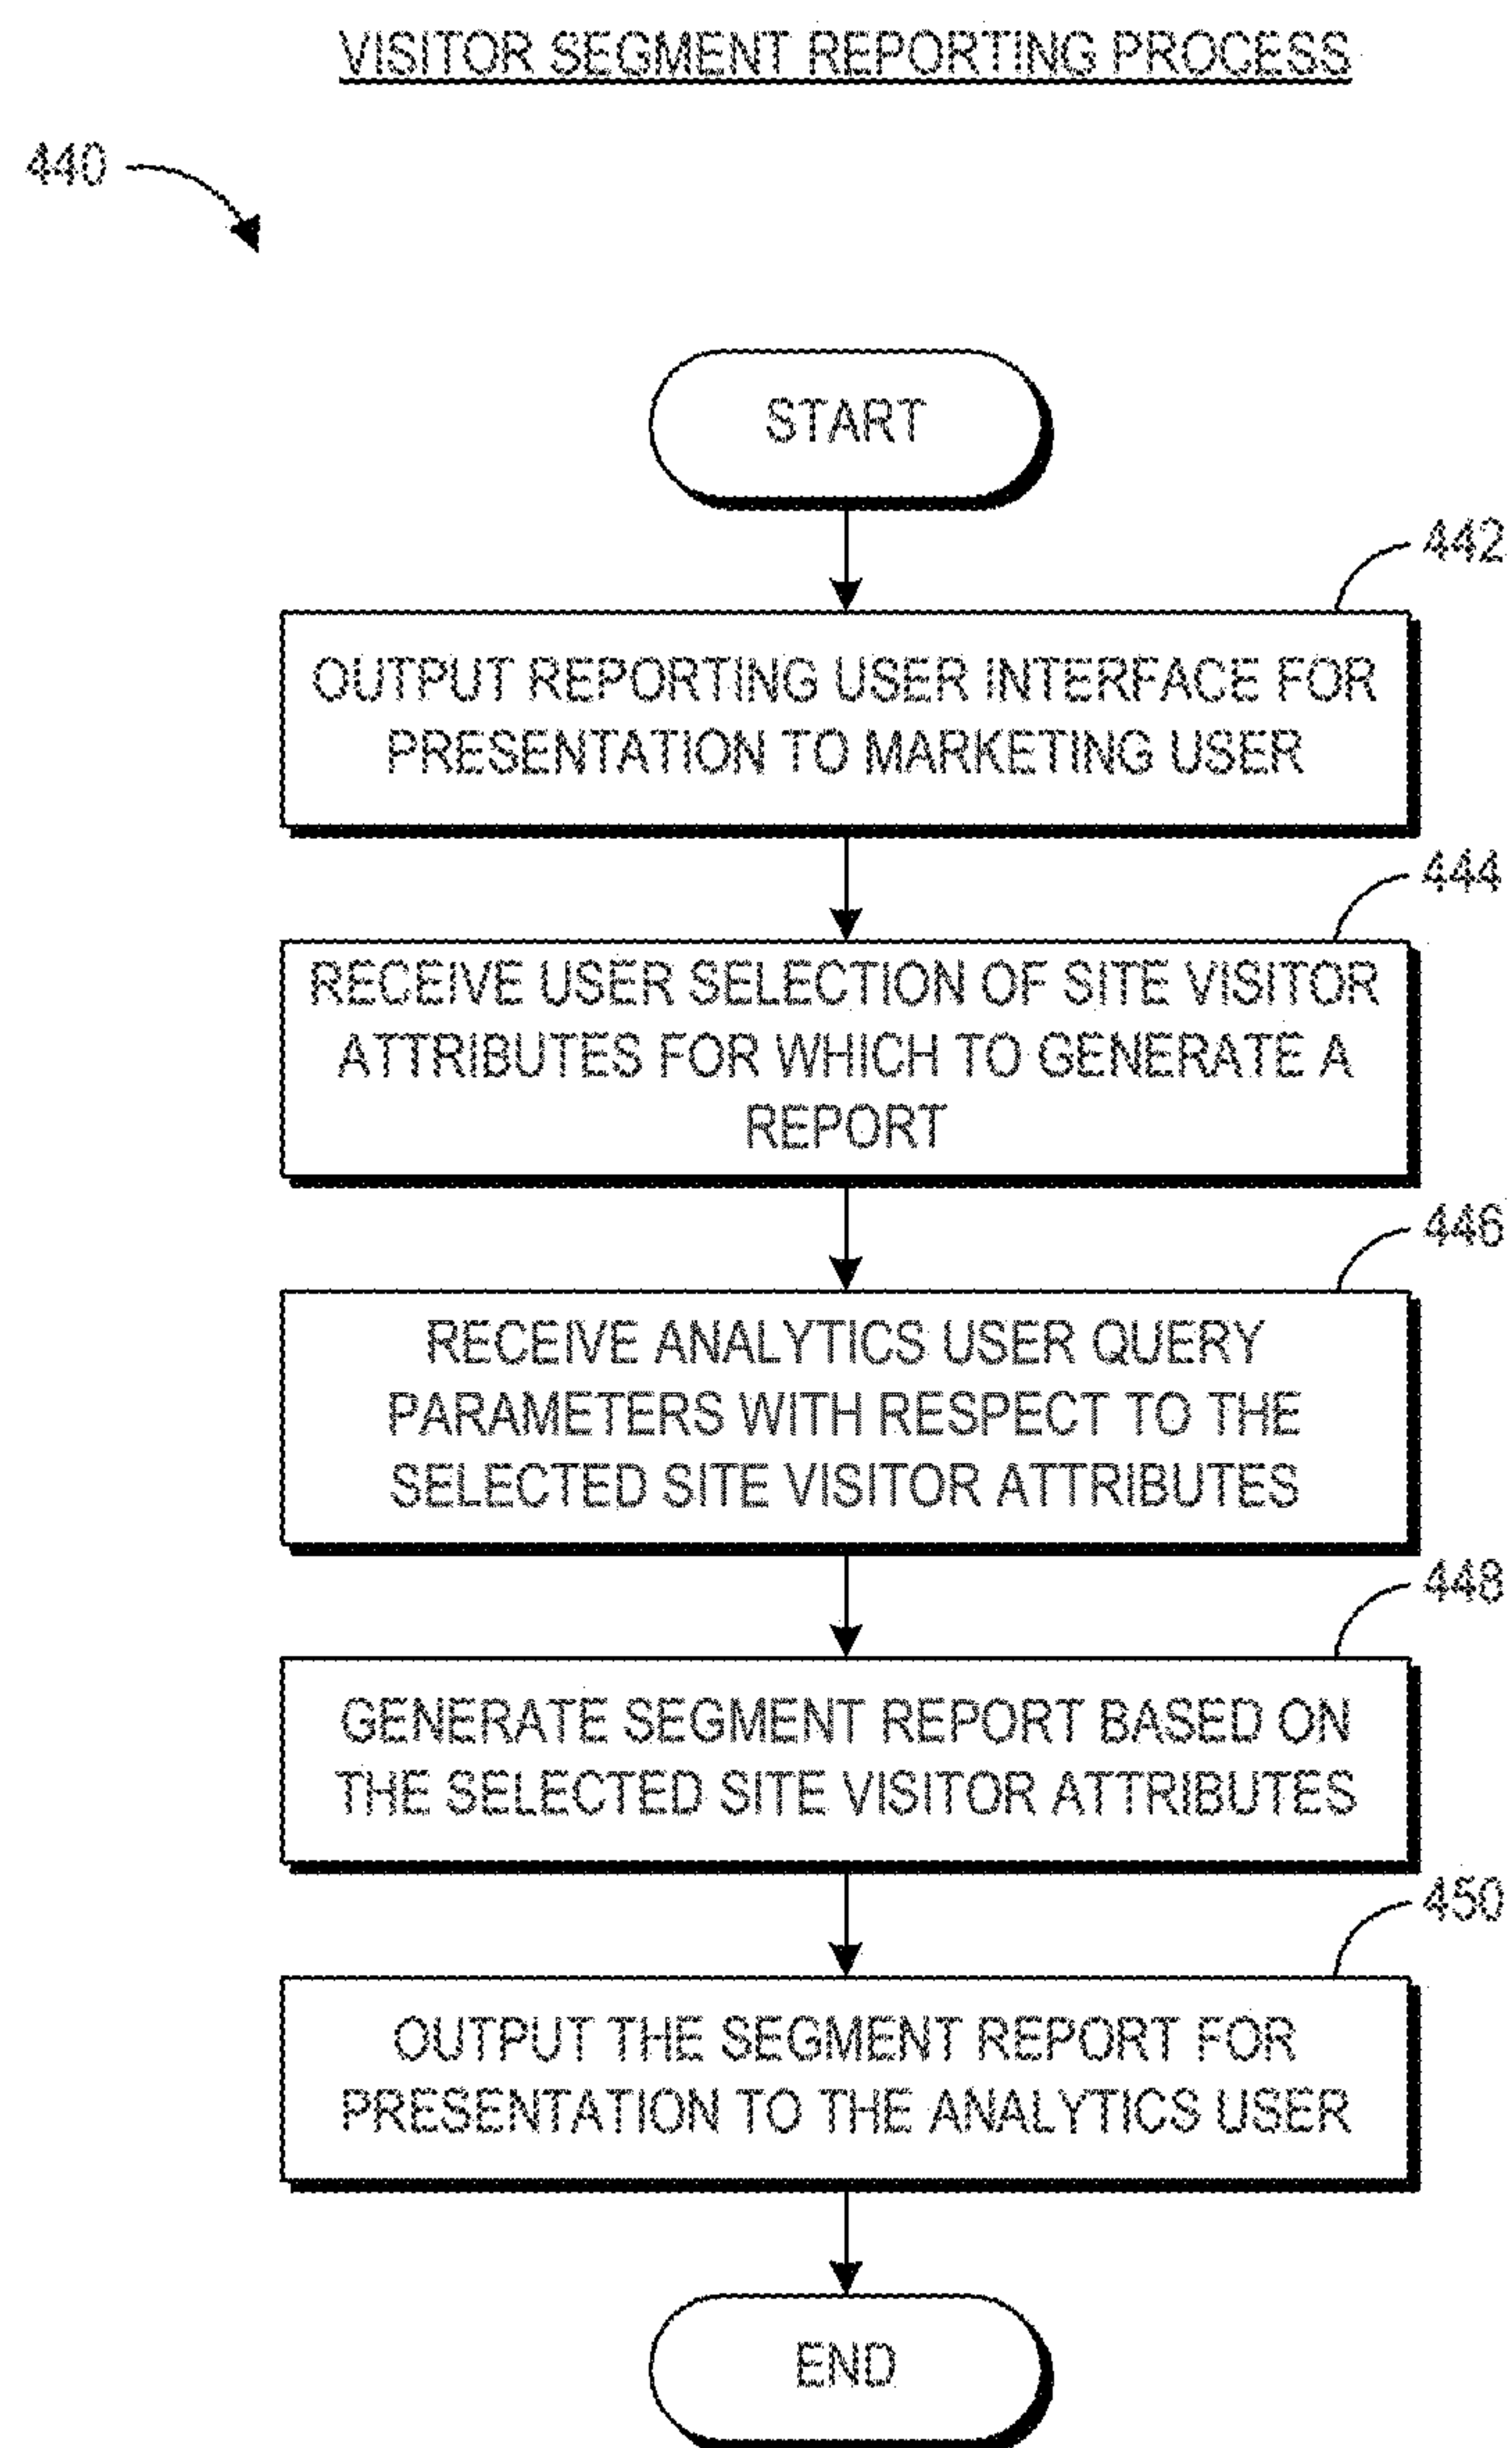 VISITOR SEGMENT REPORTING PROCESS
440
START
442
OUTPUT REPORTING USER INTERFACE FOR
PRESENTATION TO MARKETING USER
444
RECEIVE USER SELECTION OF SITE VISITOR
ATTRIBUTES FOR WHICH TO GENERATE A
REPORT
446
RECEIVE ANALYTICS USER QUERY
PARAMETERS WITH RESPECT TO THE
SELECTED SITE VISITOR ATTRIBUTES
448
GENERATE SEGMENT REPORT BASED ON
THE SELECTED SITE VISITOR ATTRIBUTES
450
OUTPUT THE SEGMENT REPORT FOR
PRESENTATION TO THE ANALYTICS USER
END